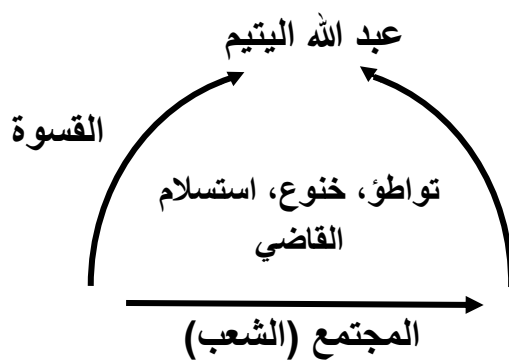 عبد الله اليتيم
القسوة
تواطؤ، خنوع، استسلام
القاضي
المجتمع (الشعب)